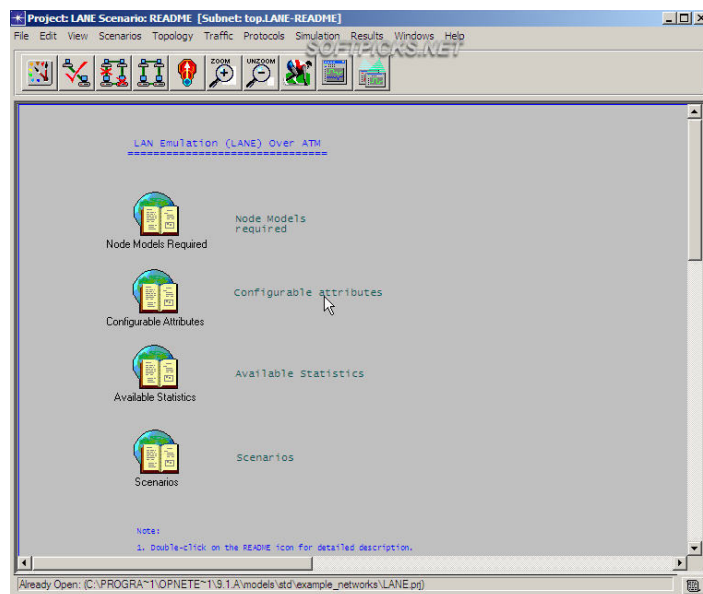 Project: LANE Scenario: README [Subnet: top.LANE-README]
File Edit View Scenarios Topology Traffic Protocols Simulation Results Windows Help
SOFTPICKS.NET
ZOOM UNZOOM
LAN Emulation (LANE) Over ATM
==============================
Node Models
required
Node Models Required
Configurable attributes
Configurable Attributes
Available Statistics
Available Statistics
Scenarios
Scenarios
Note:
1. Double-click on the README icon for detailed description.
Already Open: (C:\PROGRA~1\OPNETE~1\9.1.A\models\std\example_networks\LANE.prj)